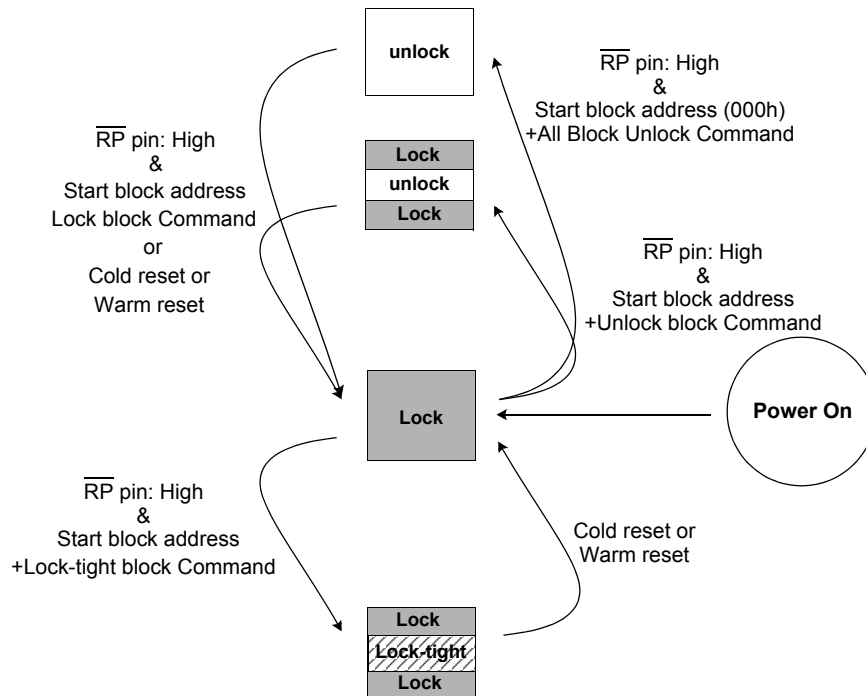 unlock
RP pin: High
&
Start block address (000h)
+All Block Unlock Command
RP pin: High
&
Start block address
Lock block Command
or
Cold reset or
Warm reset
Lock
unlock
Lock
RP pin: High
&
Start block address
+Unlock block Command
Lock
Power On
RP pin: High
&
Start block address
+Lock-tight block Command
Cold reset or
Warm reset
Lock
Lock-tight
Lock